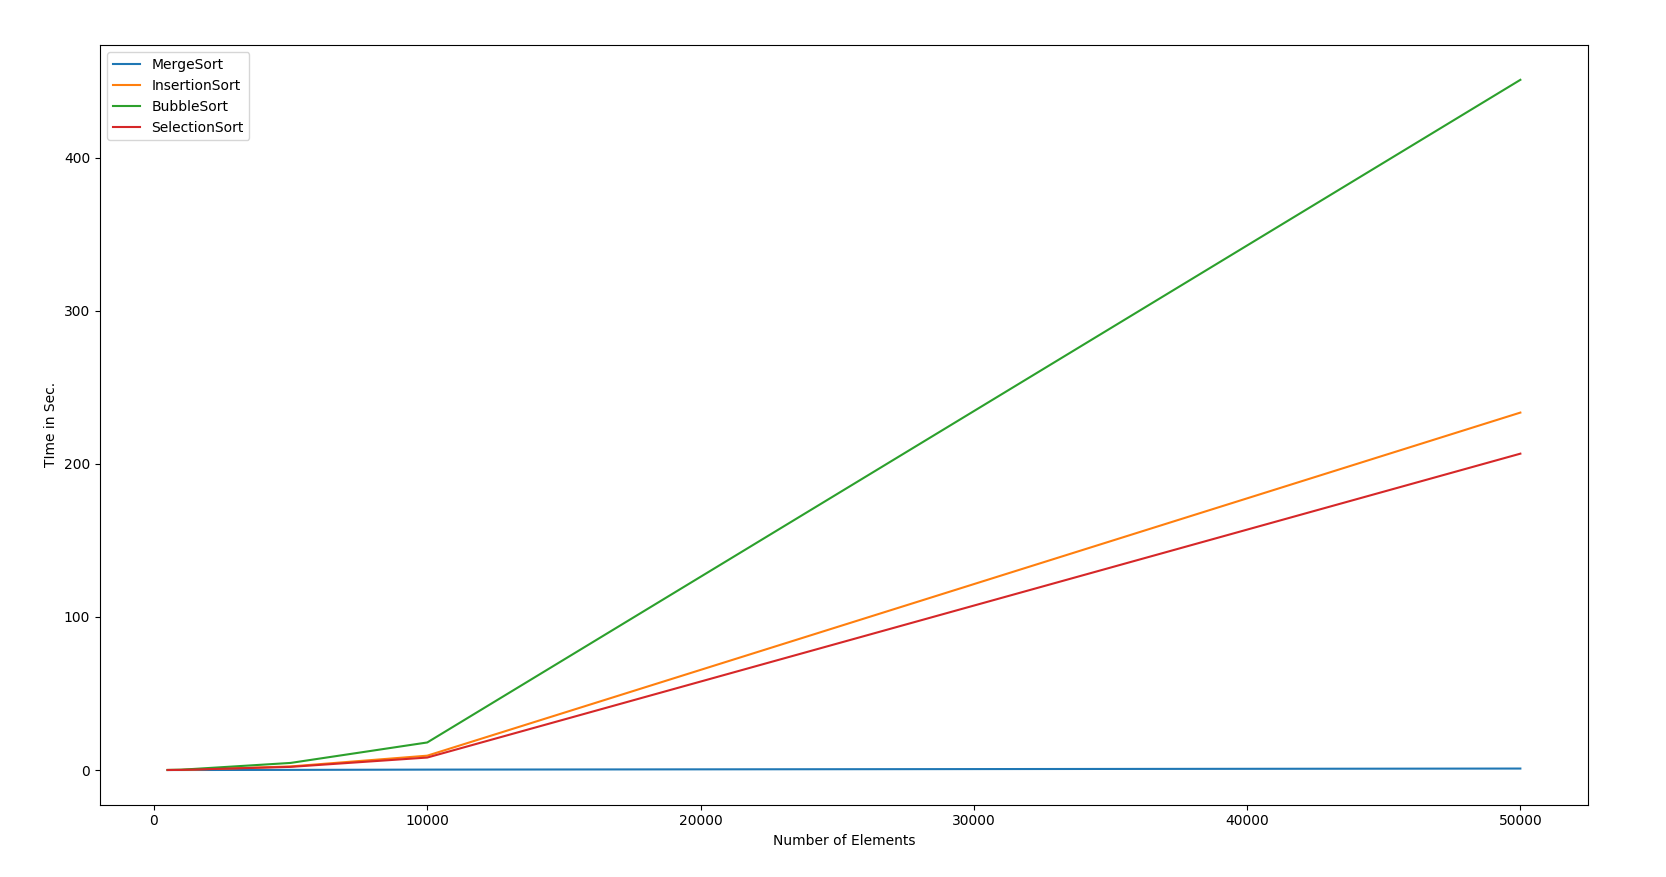 MergeSort
InsertionSort
BubbleSort
SelectionSort
400
300
200
100
0
TIme in Sec.
0 10000 20000 30000 40000 50000
Number of Elements